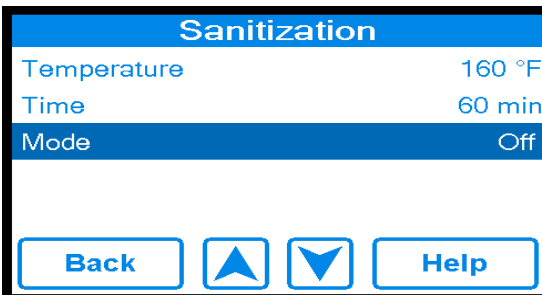 Sanitization
Temperature 160 °F
Time 60 min
Mode Off
Back Help